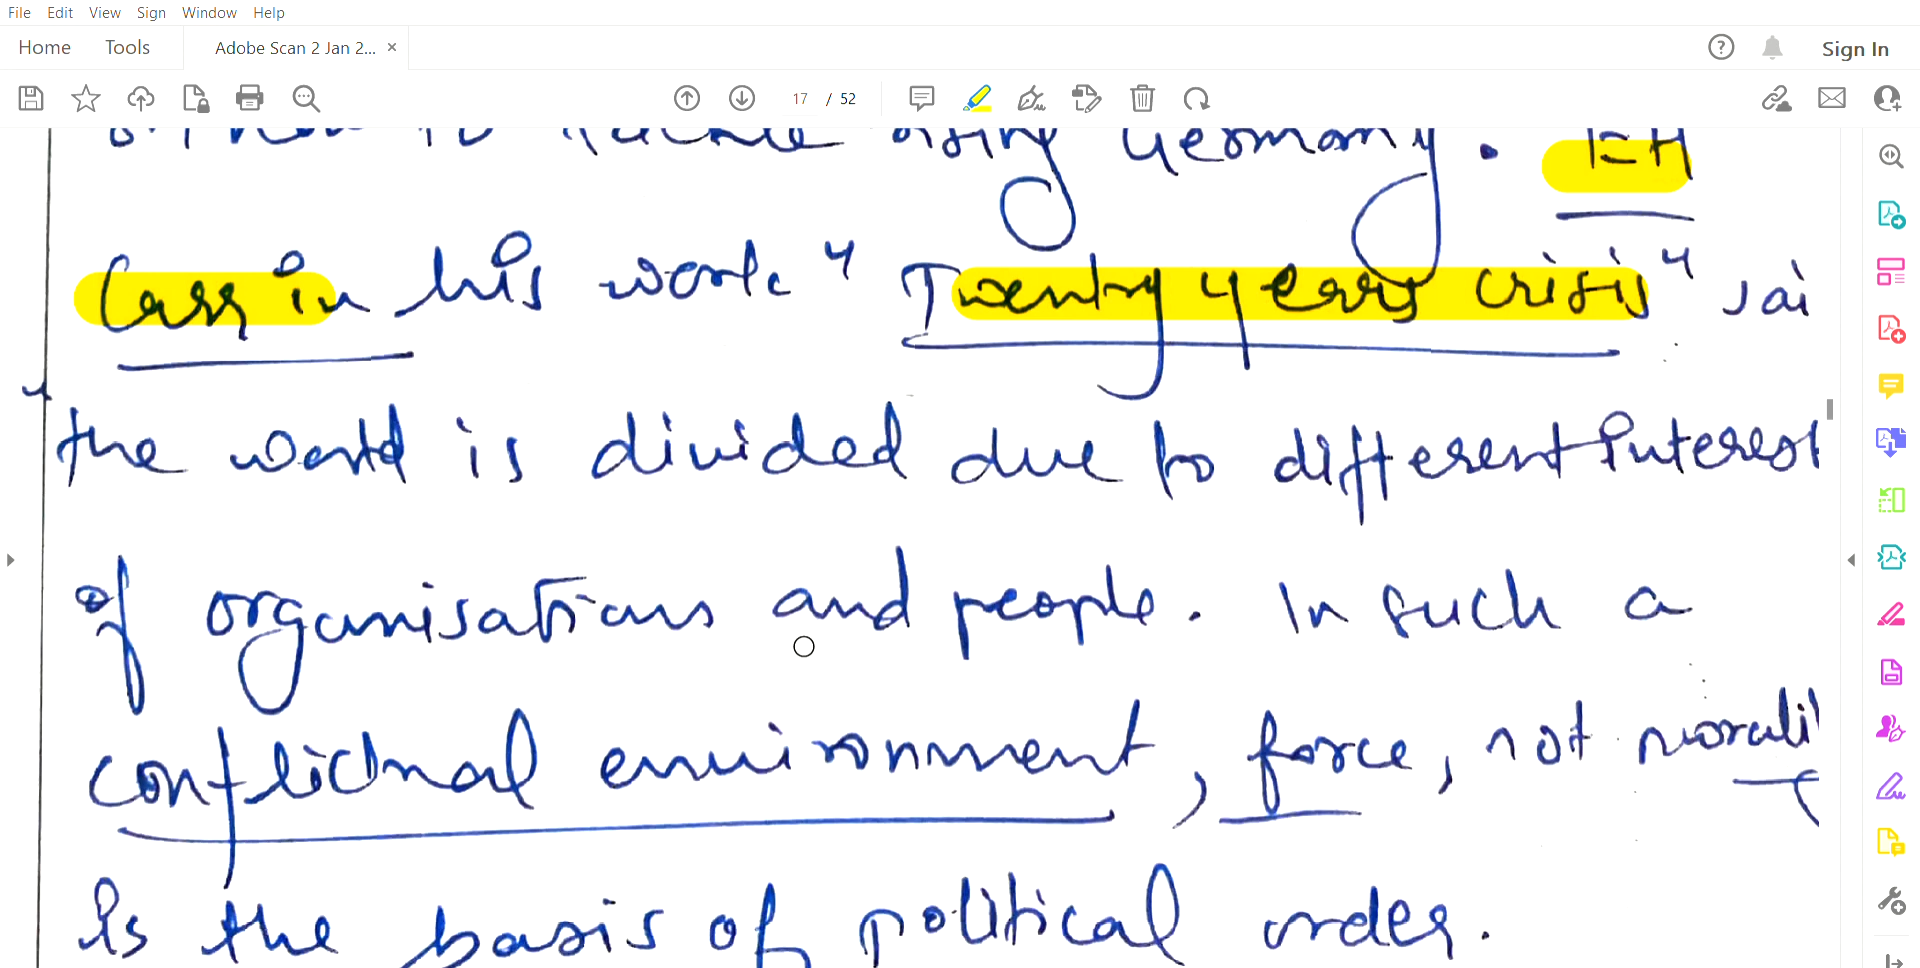 File Edit View Sign Window Help
Home Tools Adobe Scan 2 Jan 2... × ? Sign In
17 / 52
rising Germany. EH
Carr in his work "Twenty years crisis" sai
the world is divided due to different interest
of organisations and people. In such a
conflictual environment, force, not morali
is the basis of political order.